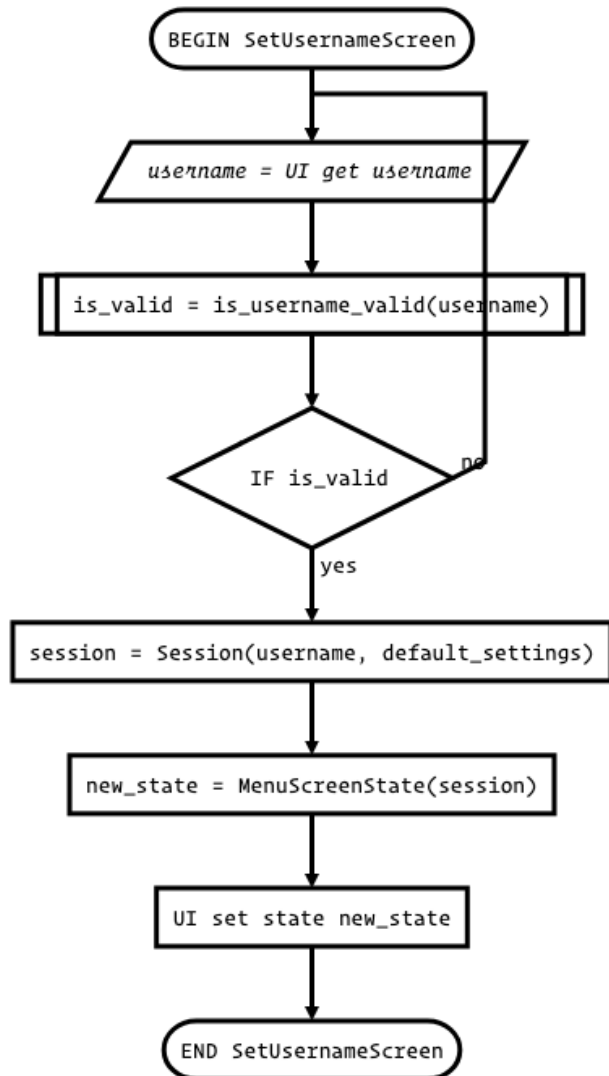 BEGIN SetUsernameScreen
username = UI get username
is_valid = is_username_valid(username)
IF is_valid
no
yes
session = Session(username, default_settings)
new_state = MenuScreenState(session)
UI set state new_state
END SetUsernameScreen